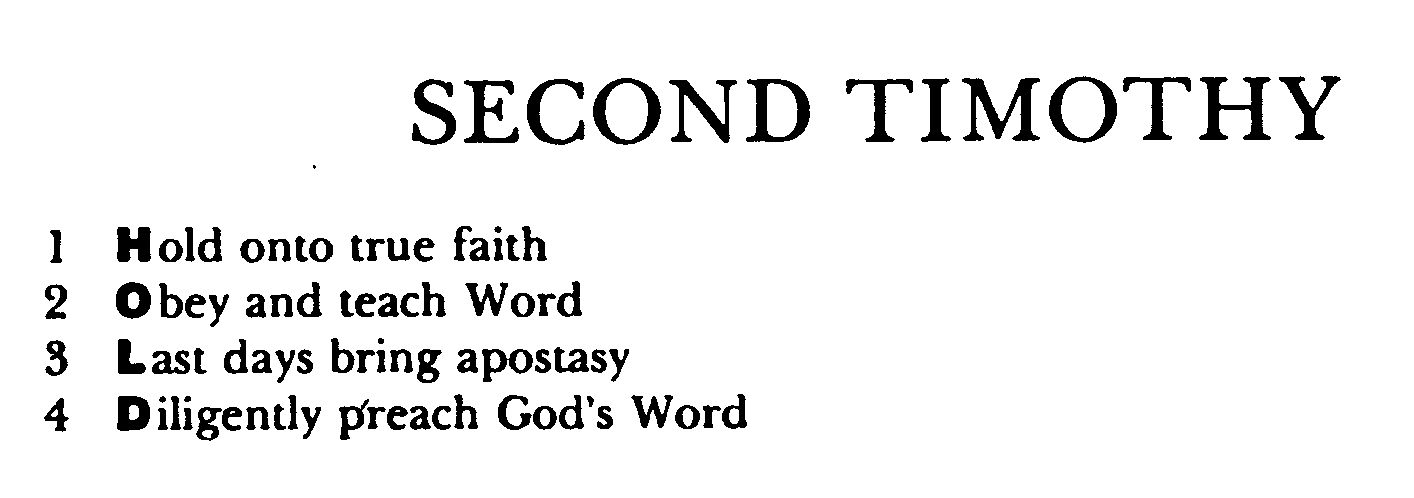 SECOND TIMOTHY
1 Hold onto true faith
2 Obey and teach Word
3 Last days bring apostasy
4 Diligently preach God's Word